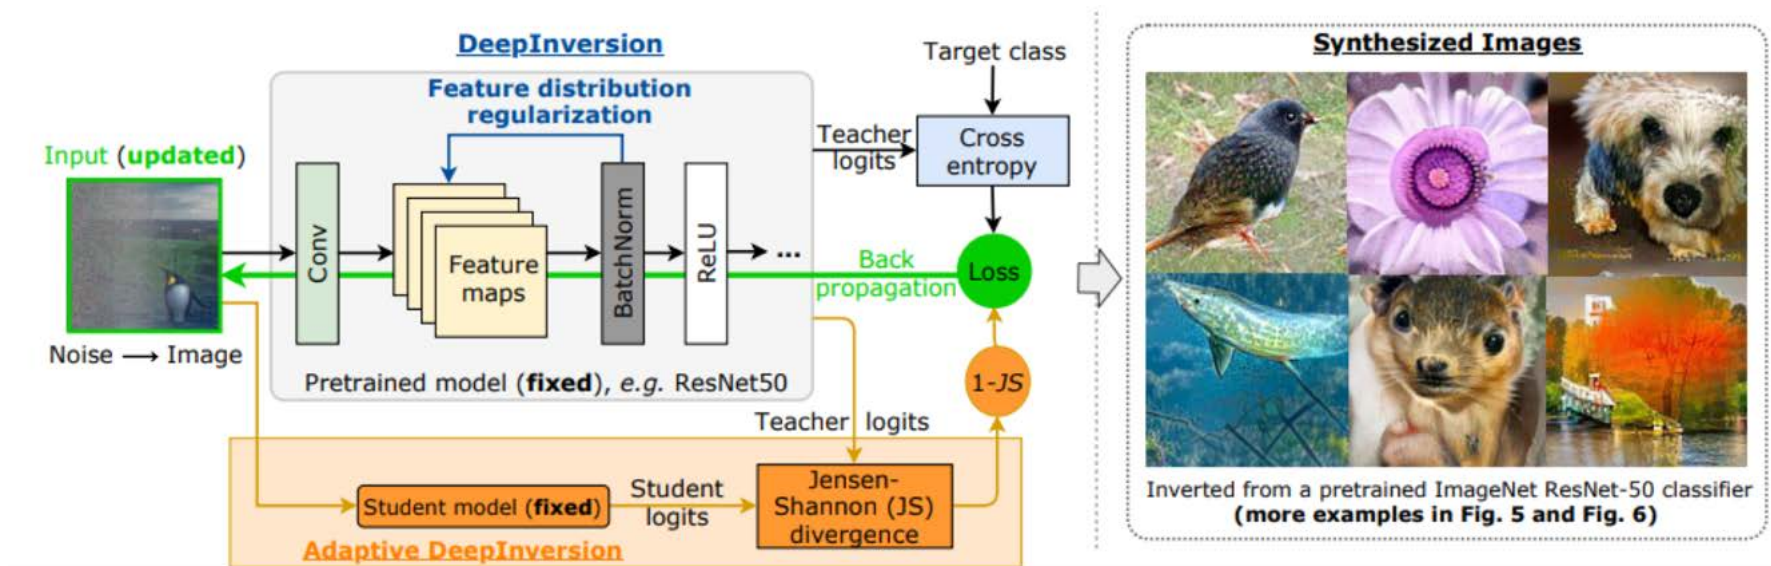 DeepInversion
Feature distribution
regularization
Input (updated)
Conv
Feature
maps
BatchNorm
ReLU
...
Noise → Image
Pretrained model (fixed), e.g. ResNet50
Target class
Teacher
logits
Cross
entropy
Back
propagation
Loss
1-JS
Teacher logits
Student model (fixed)
Student
logits
Jensen-
Shannon (JS)
divergence
Adaptive DeepInversion
Synthesized Images
Inverted from a pretrained ImageNet ResNet-50 classifier
(more examples in Fig. 5 and Fig. 6)